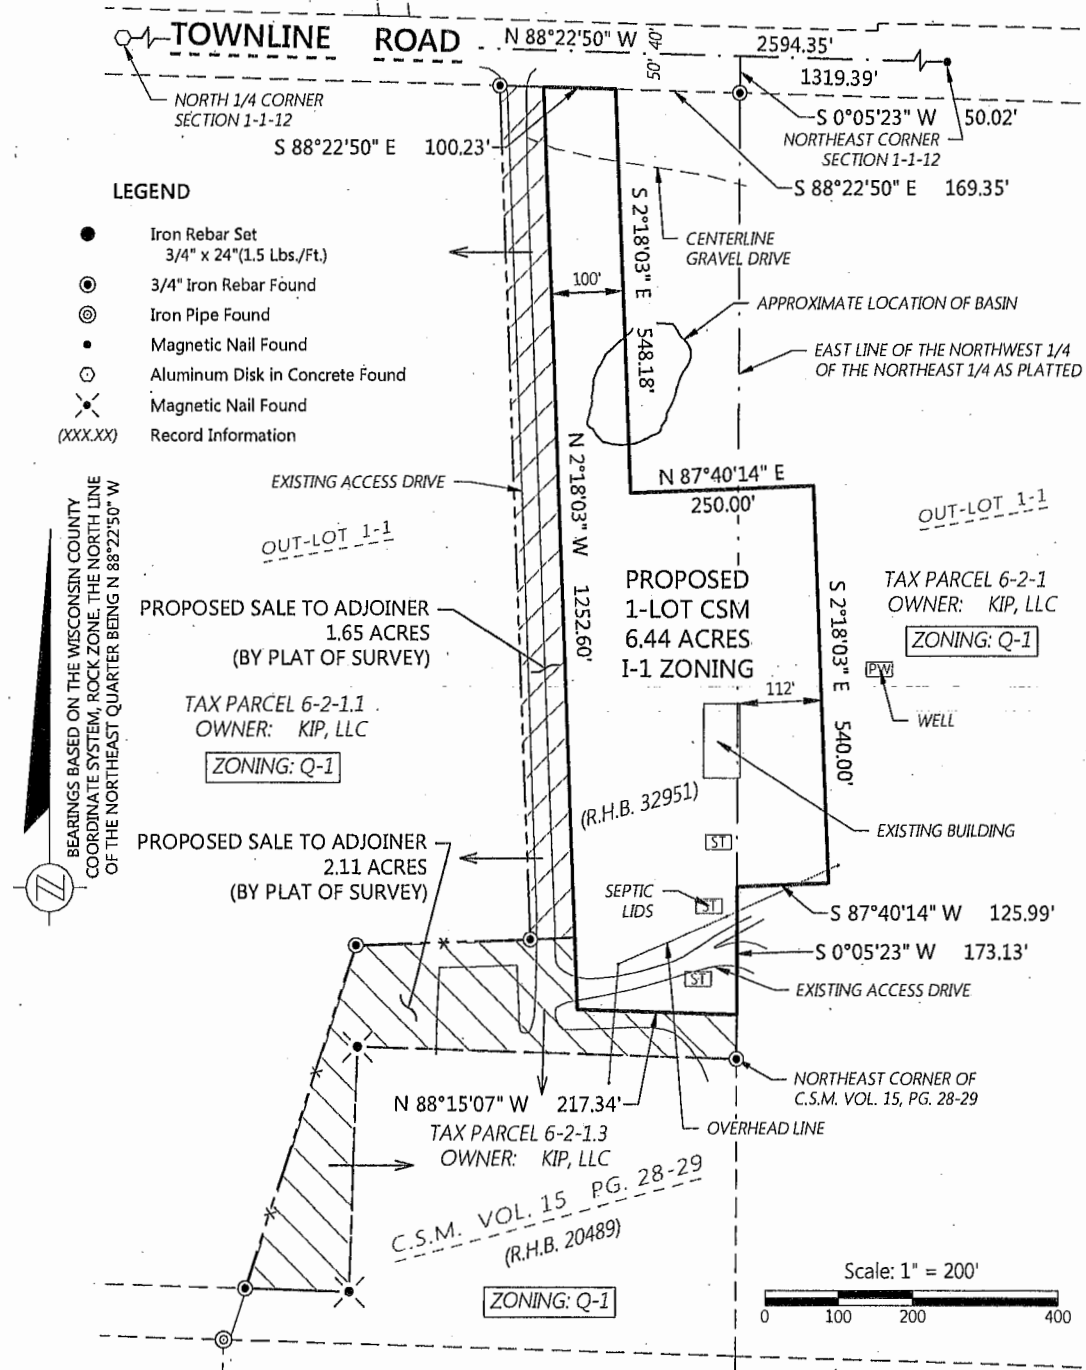 TOWNLINE ROAD
N 88°22'50" W
40'
50'
2594.35'
1319.39'
NORTH 1/4 CORNER
SECTION 1-1-12
S 0°05'23" W 50.02'
NORTHEAST CORNER
SECTION 1-1-12
S 88°22'50" E 100.23'
S 88°22'50" E 169.35'
LEGEND
Iron Rebar Set
3/4" x 24"(1.5 Lbs./Ft.)
3/4" Iron Rebar Found
Iron Pipe Found
Magnetic Nail Found
Aluminum Disk in Concrete Found
Magnetic Nail Found
(XXX.XX) Record Information
S 2°18'03" E 548.18'
CENTERLINE
GRAVEL DRIVE
100'
APPROXIMATE LOCATION OF BASIN
EAST LINE OF THE NORTHWEST 1/4
OF THE NORTHEAST 1/4 AS PLATTED
N 2°18'03" W 1252.60'
N 87°40'14" E
250.00'
EXISTING ACCESS DRIVE
OUT-LOT 1-1
OUT-LOT 1-1
BEARINGS BASED ON THE WISCONSIN COUNTY
COORDINATE SYSTEM, ROCK ZONE, THE NORTH LINE
OF THE NORTHEAST QUARTER BEING N 88°22'50" W
PROPOSED
1-LOT CSM
6.44 ACRES
I-1 ZONING
TAX PARCEL 6-2-1
OWNER: KIP, LLC
ZONING: Q-1
PROPOSED SALE TO ADJOINER
1.65 ACRES
(BY PLAT OF SURVEY)
S 2°18'03" E 540.00'
PW
WELL
112'
TAX PARCEL 6-2-1.1
OWNER: KIP, LLC
ZONING: Q-1
(R.H.B. 32951)
EXISTING BUILDING
PROPOSED SALE TO ADJOINER
2.11 ACRES
(BY PLAT OF SURVEY)
ST
SEPTIC
LIDS
ST
S 87°40'14" W 125.99'
S 0°05'23" W 173.13'
ST
EXISTING ACCESS DRIVE
NORTHEAST CORNER OF
C.S.M. VOL. 15, PG. 28-29
N 88°15'07" W 217.34'
OVERHEAD LINE
TAX PARCEL 6-2-1.3
OWNER: KIP, LLC
C.S.M. VOL. 15 PG. 28-29
(R.H.B. 20489)
ZONING: Q-1
Scale: 1" = 200'
0 100 200 400